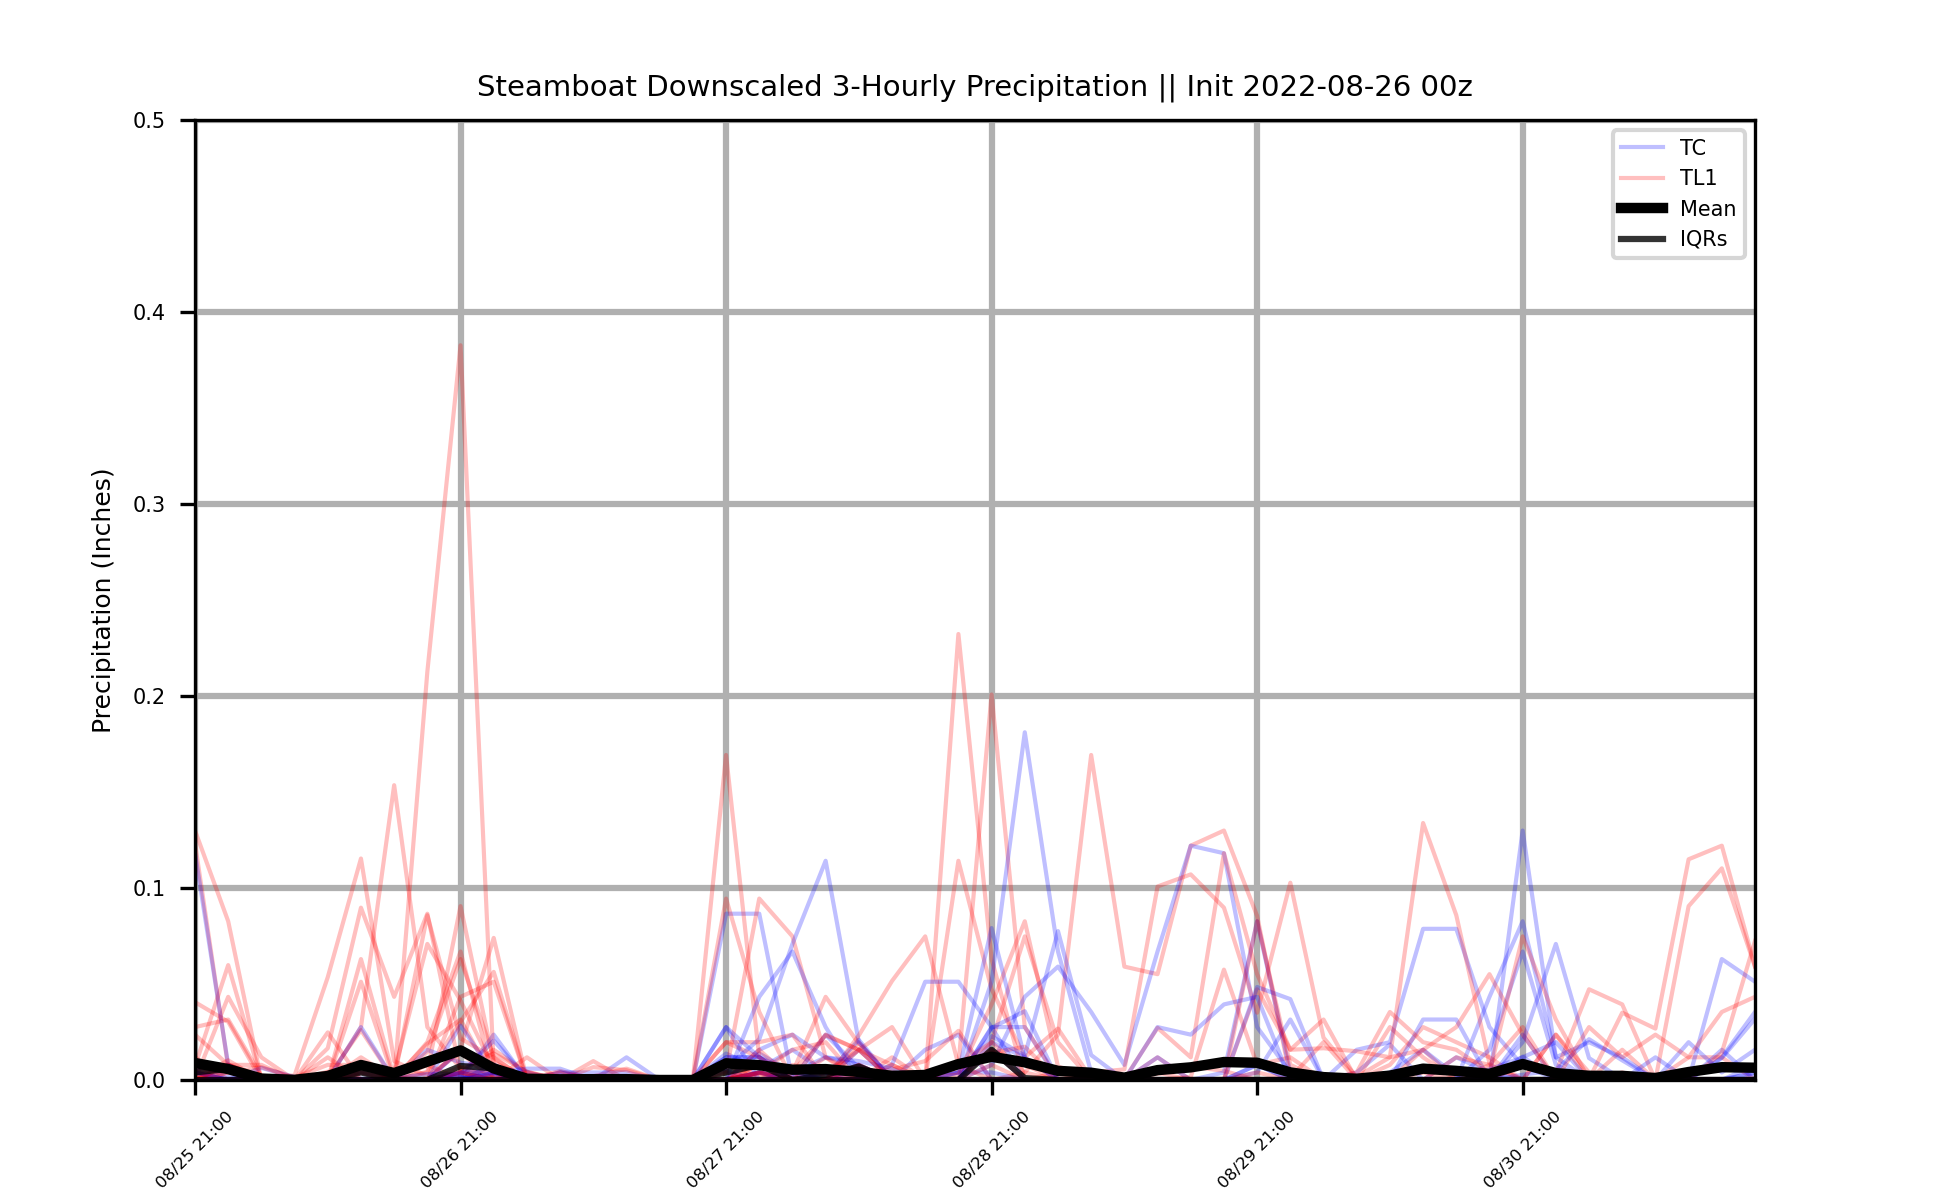 Steamboat Downscaled 3-Hourly Precipitation || Init 2022-08-26 00z
Precipitation (Inches)
0.5
0.4
0.3
0.2
0.1
0.0
TC
TL1
Mean
IQRs
08/25 21:00
08/26 21:00
08/27 21:00
08/28 21:00
08/29 21:00
08/30 21:00